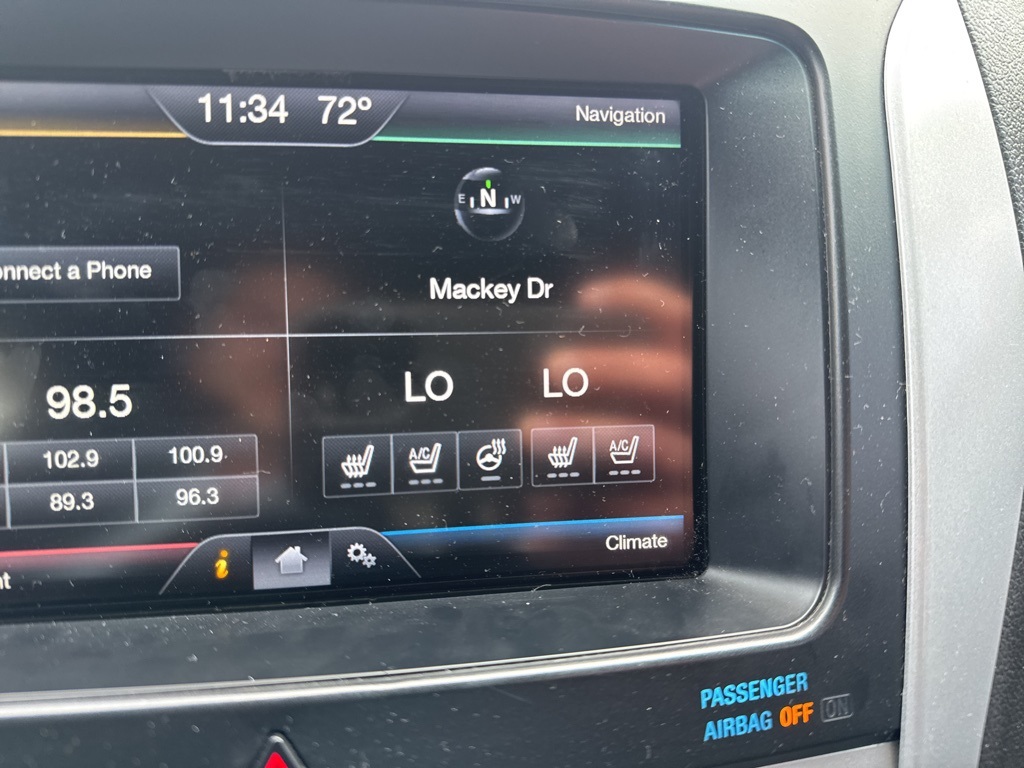 11:34 72°
Navigation
E N W
onnect a Phone
Mackey Dr
98.5
LO LO
102.9 100.9
89.3 96.3
A/C A/C
i
Climate
nt
PASSENGER
AIRBAG OFF ON